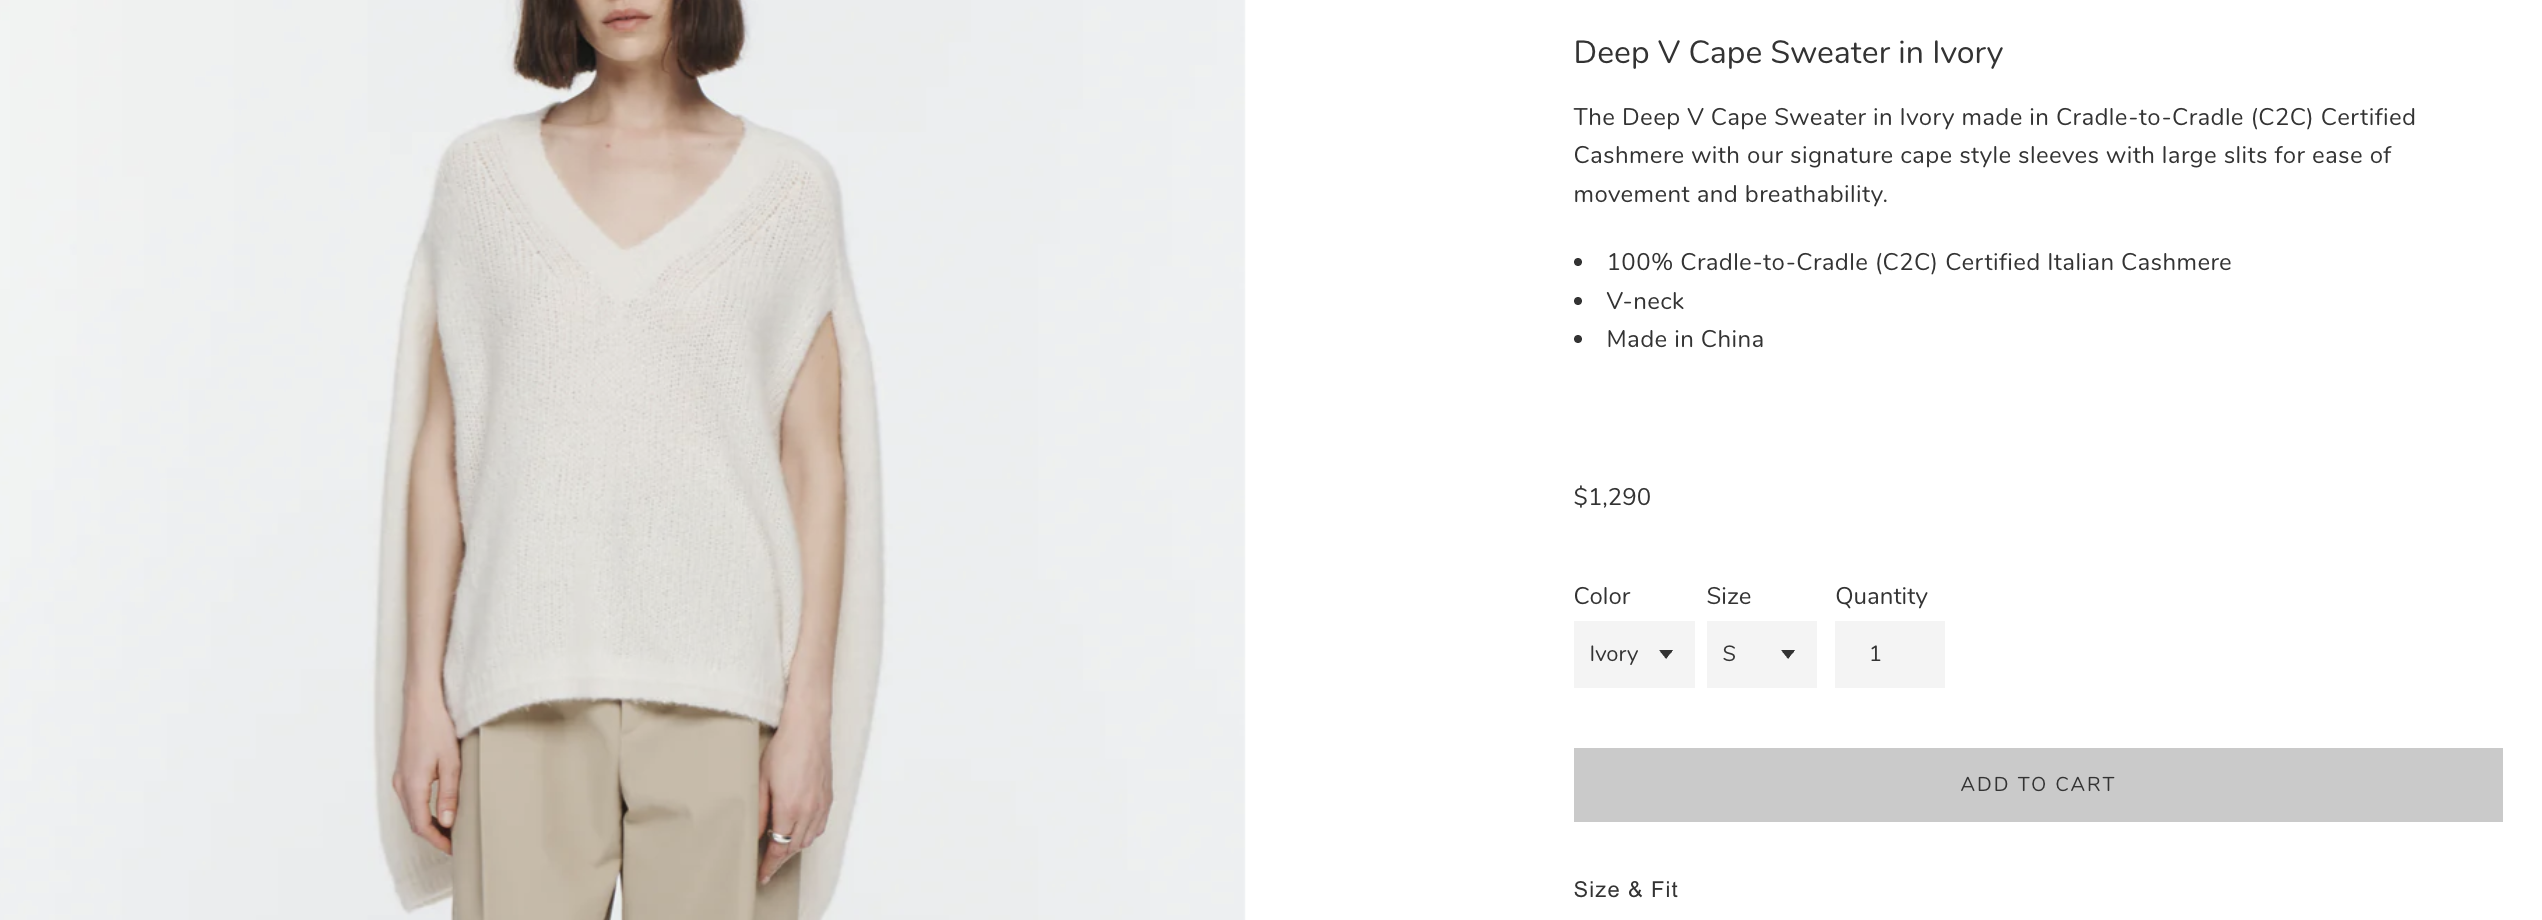 Deep V Cape Sweater in Ivory
The Deep V Cape Sweater in Ivory made in Cradle-to-Cradle (C2C) Certified
Cashmere with our signature cape style sleeves with large slits for ease of
movement and breathability.
• 100% Cradle-to-Cradle (C2C) Certified Italian Cashmere
• V-neck
• Made in China
$1,290
Color Size Quantity
Ivory S 1
ADD TO CART
Size & Fit